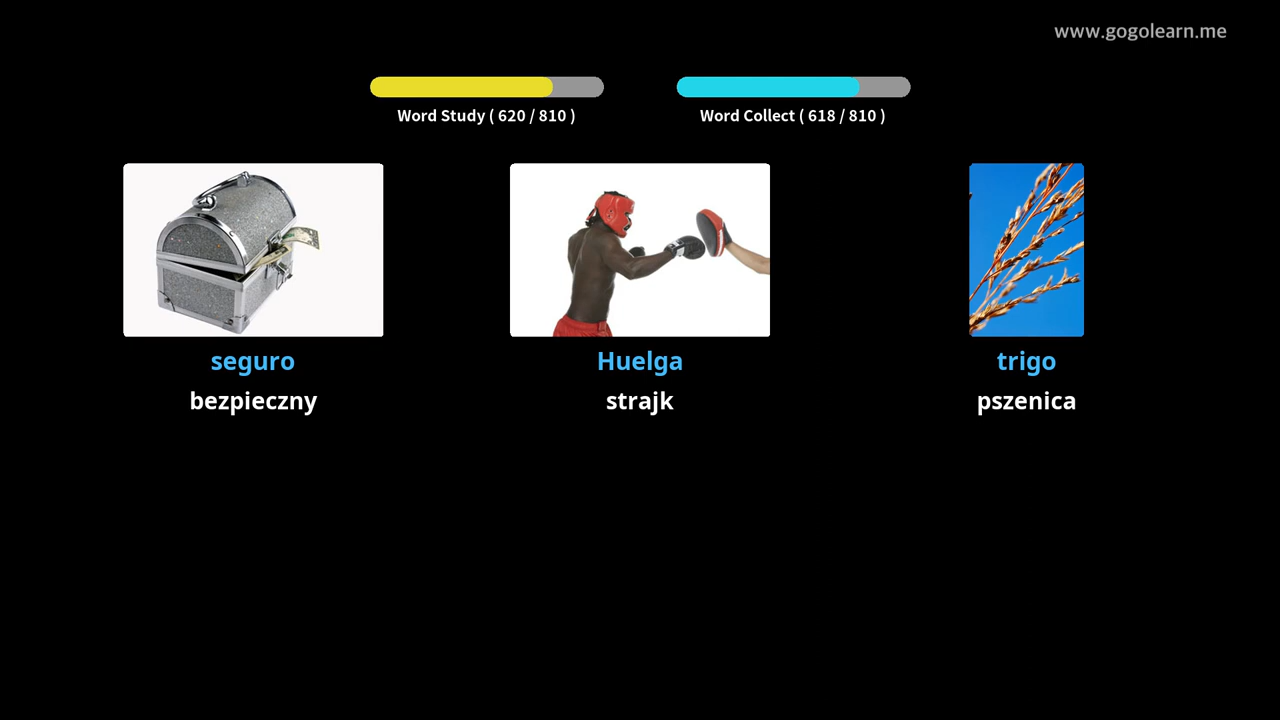 www.gogolearn.me
Word Study ( 620 / 810 )
Word Collect ( 618 / 810 )
seguro
Huelga
trigo
bezpieczny
strajk
pszenica